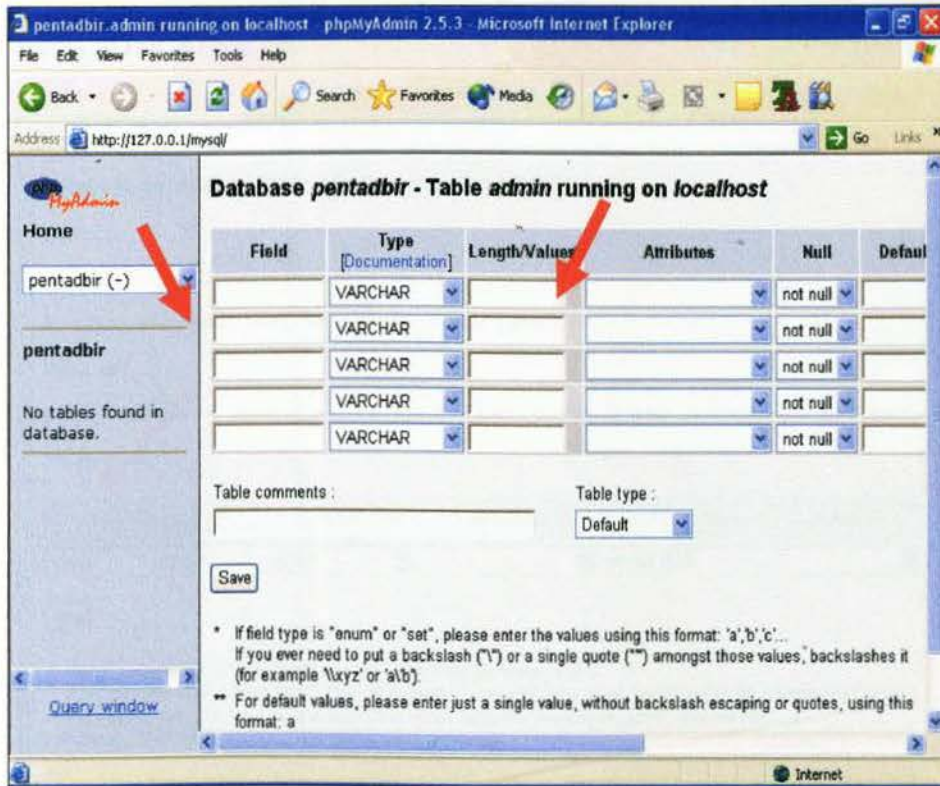 pentadbir.admin running on localhost - phpMyAdmin 2.5.3 - Microsoft Internet Explorer
File Edit View Favorites Tools Help
Back Search Favorites Media
Address http://127.0.0.1/mysql/ Go Links
php
MyAdmin
Home
pentadbir (-)
pentadbir
No tables found in
database.
Query window
Database pentadbir - Table admin running on localhost
Field Type [Documentation] Length/Values Attributes Null Defaul
VARCHAR not null
VARCHAR not null
VARCHAR not null
VARCHAR not null
VARCHAR not null
Table comments : Table type :
Default
Save
* If field type is "enum" or "set", please enter the values using this format: 'a','b','c'...
If you ever need to put a backslash ("\") or a single quote ("'") amongst those values, backslashes it
(for example '\\xyz' or 'a\'b').
** For default values, please enter just a single value, without backslash escaping or quotes, using this
format: a
Internet